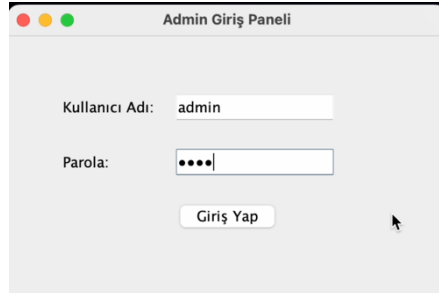 Admin Giriş Paneli
Kullanıcı Adı: admin
Parola: ••••
Giriş Yap